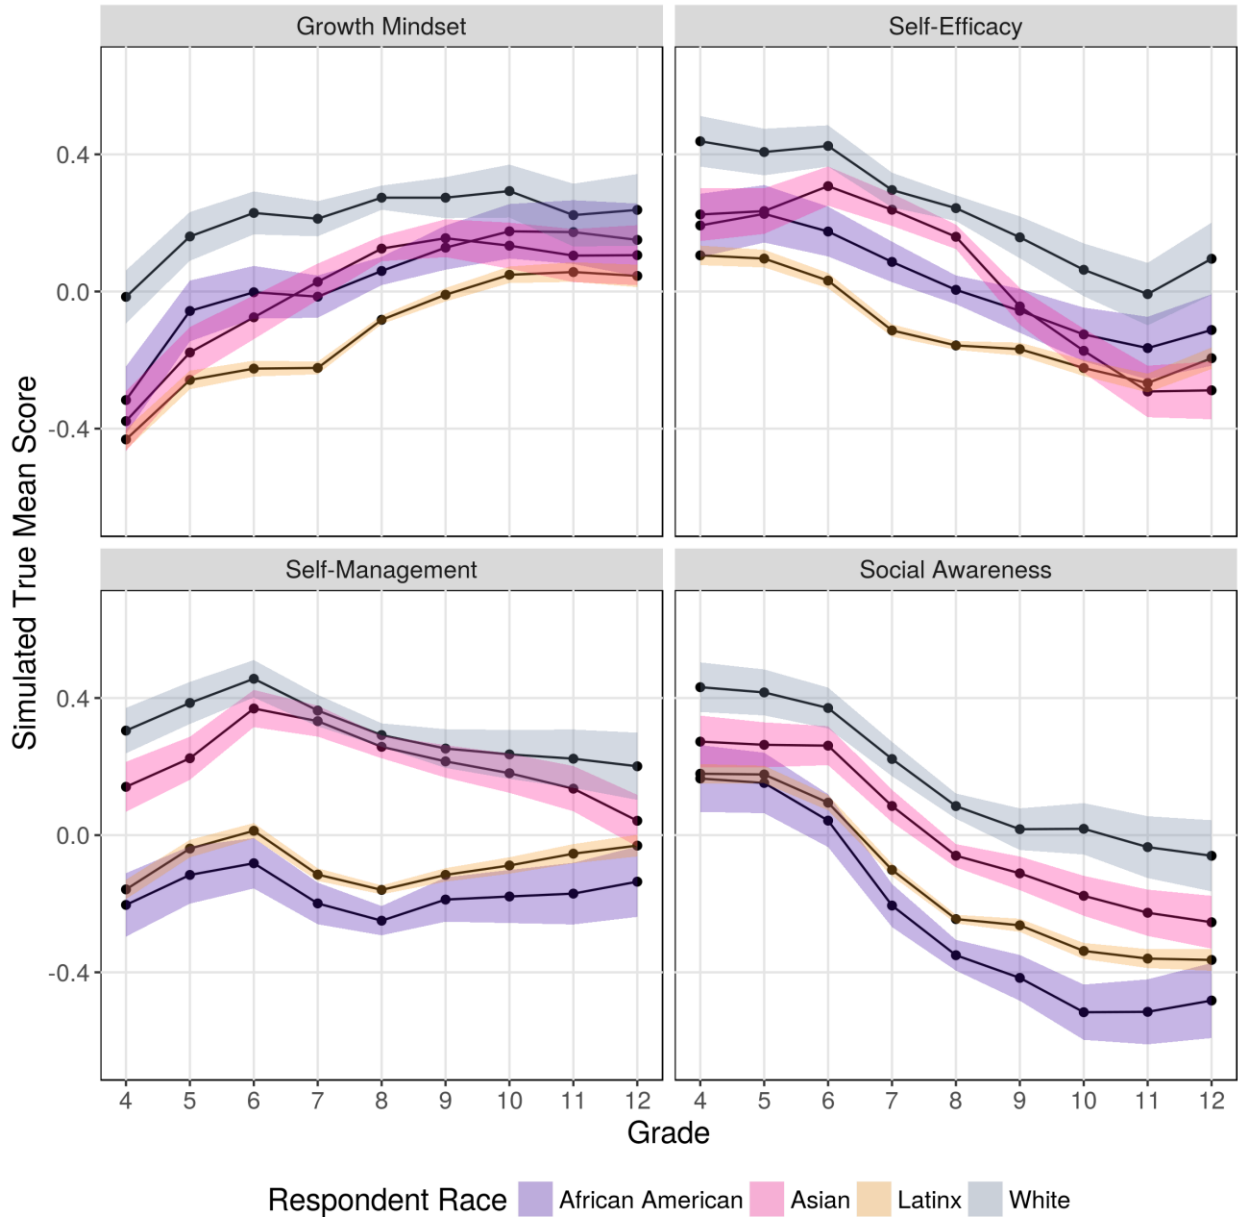 Growth Mindset
Self-Efficacy
0.4
0.0
-0.4
Self-Management
Social Awareness
0.4
0.0
-0.4
Simulated True Mean Score
4 5 6 7 8 9 10 11 12
4 5 6 7 8 9 10 11 12
Grade
Respondent Race African American Asian Latinx White